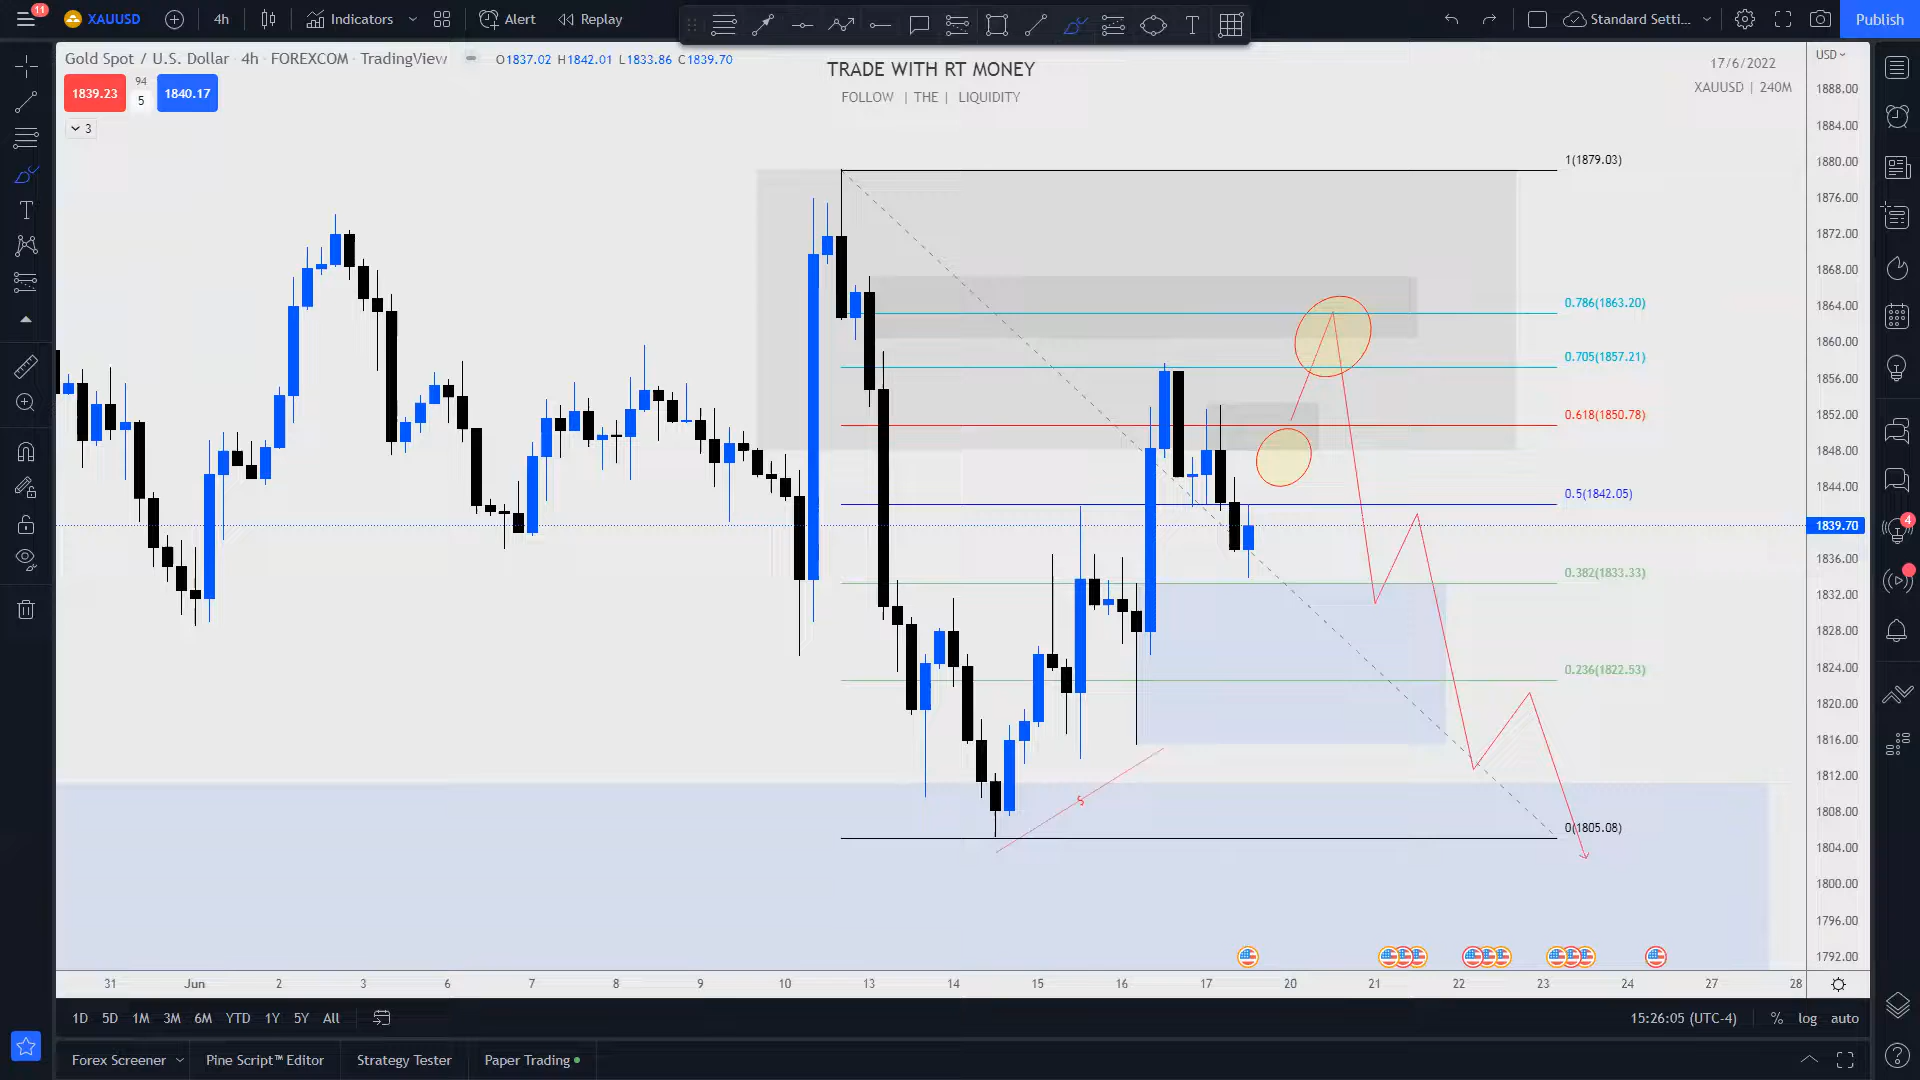 11
XAUUSD
4h
Indicators
Alert
Replay
Standard Setti...
Publish
Gold Spot / U.S. Dollar · 4h · FOREXCOM · TradingView
O1837.02 H1842.01 L1833.86 C1839.70
1839.23
94
5
1840.17
3
TRADE WITH RT MONEY
FOLLOW | THE | LIQUIDITY
17/6/2022
XAUUSD | 240M
USD
1888.00
1884.00
1880.00
1876.00
1872.00
1868.00
1864.00
1860.00
1856.00
1852.00
1848.00
1844.00
1839.70
1836.00
1832.00
1828.00
1824.00
1820.00
1816.00
1812.00
1808.00
1804.00
1800.00
1796.00
1792.00
1(1879.03)
0.786(1863.20)
0.705(1857.21)
0.618(1850.78)
0.5(1842.05)
0.382(1833.33)
0.236(1822.53)
0(1805.08)
S
4
31 Jun 2 3 6 7 8 9 10 13 14 15 16 17 20 21 22 23 24 27 28
1D 5D 1M 3M 6M YTD 1Y 5Y All
15:26:05 (UTC-4)
% log auto
Forex Screener
Pine Script™ Editor
Strategy Tester
Paper Trading